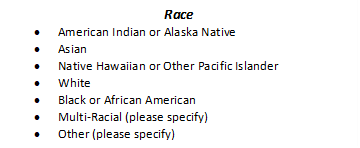 Race
• American Indian or Alaska Native
• Asian
• Native Hawaiian or Other Pacific Islander
• White
• Black or African American
• Multi-Racial (please specify)
• Other (please specify)